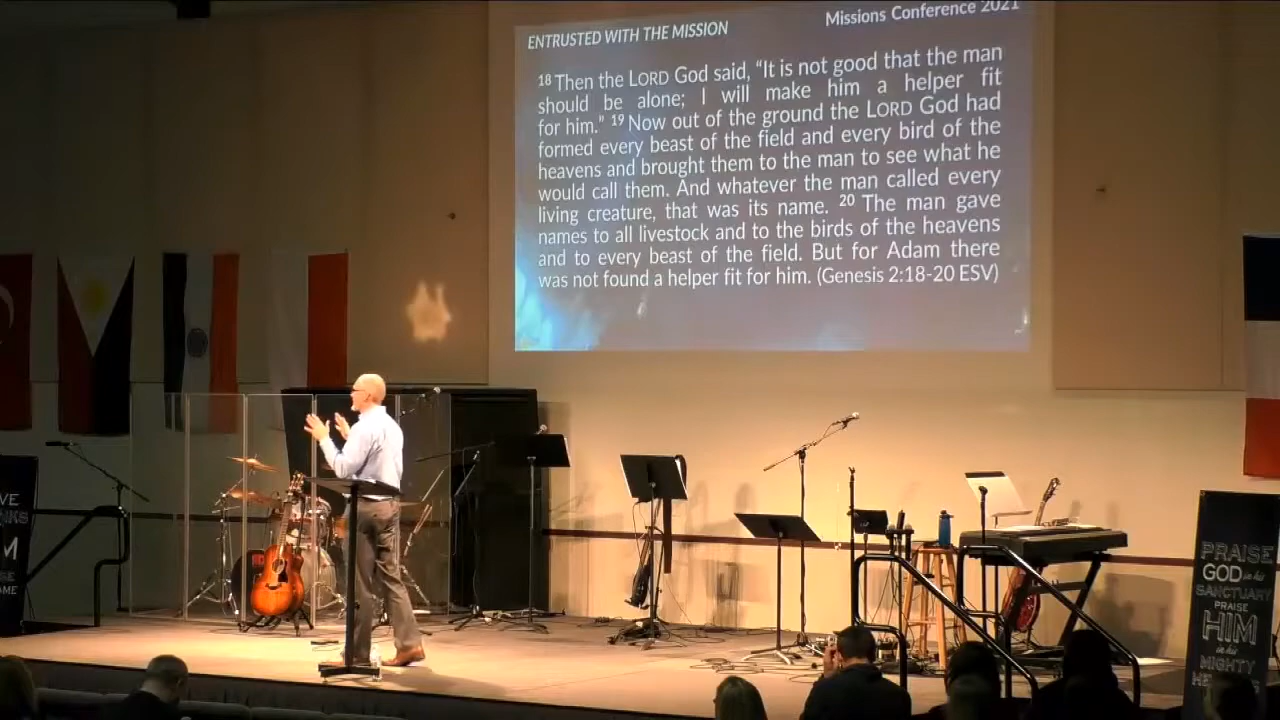 ENTRUSTED WITH THE MISSION
Missions Conference 2021
18 Then the LORD God said, “It is not good that the man
should be alone; I will make him a helper fit
for him.” 19 Now out of the ground the LORD God had
formed every beast of the field and every bird of the
heavens and brought them to the man to see what he
would call them. And whatever the man called every
living creature, that was its name. 20 The man gave
names to all livestock and to the birds of the heavens
and to every beast of the field. But for Adam there
was not found a helper fit for him. (Genesis 2:18-20 ESV)
PRAISE
GOD in his
SANCTUARY
PRAISE
HIM
in his
MIGHTY